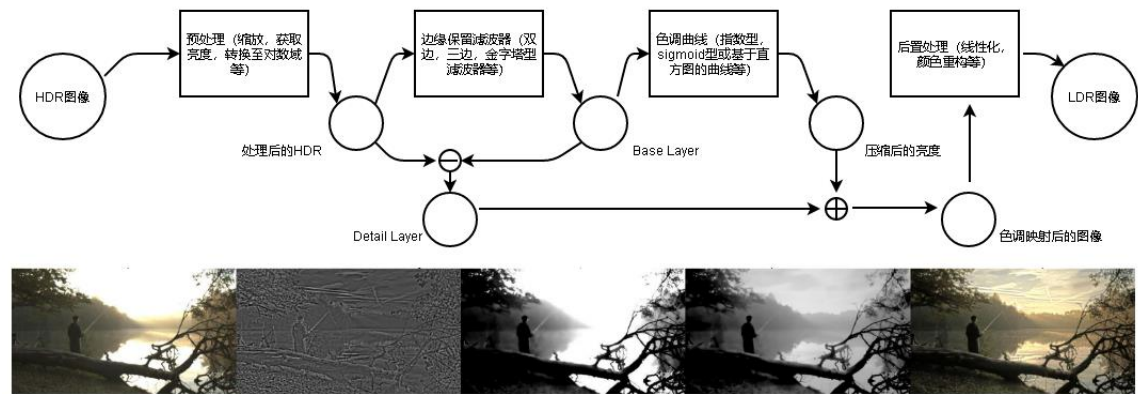 HDR图像
预处理（缩放，获取
亮度，转换至对数域
等）
边缘保留滤波器（双
边，三边，金字塔型
滤波器等）
色调曲线（指数型，
sigmoid型或基于直
方图的曲线等）
后置处理（线性化，
颜色重构等）
LDR图像
处理后的HDR
Base Layer
压缩后的亮度
Detail Layer
色调映射后的图像